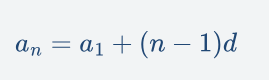 aₙ = a₁ + (n − 1)d